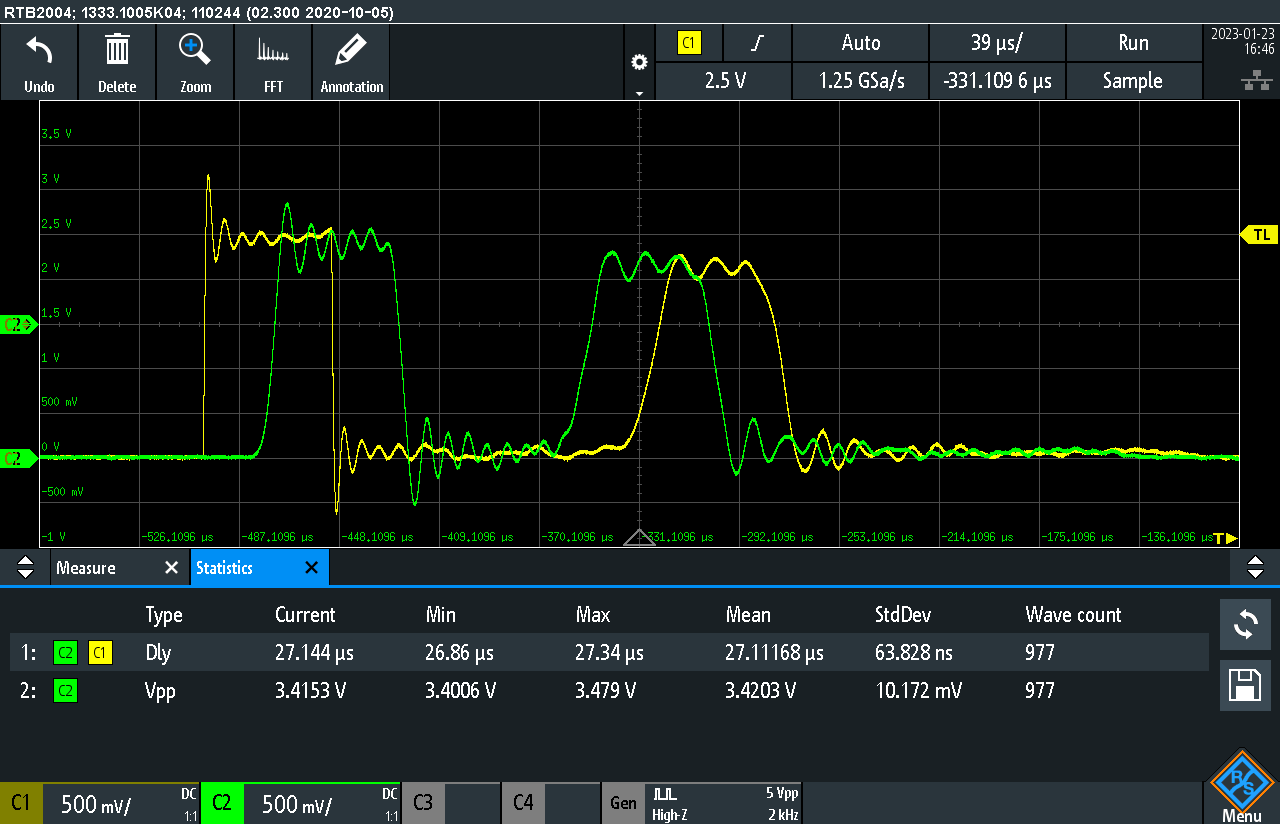 RTB2004; 1333.1005K04; 110244 (02.300 2020-10-05)
Undo Delete Zoom FFT Annotation
C1 Auto 39 µs/ Run
2.5 V 1.25 GSa/s -331.109 6 µs Sample
2023-01-23
16:46
3.5 V
3 V
2.5 V
TL
2 V
1.5 V
C2
1 V
500 mV
0 V
C2
-500 mV
-1 V -526.1096 µs -487.1096 µs -448.1096 µs -409.1096 µs -370.1096 µs -331.1096 µs -292.1096 µs -253.1096 µs -214.1096 µs -175.1096 µs -136.1096 µs T
Measure Statistics
Type Current Min Max Mean StdDev Wave count
1: C2 C1 Dly 27.144 µs 26.86 µs 27.34 µs 27.11168 µs 63.828 ns 977
2: C2 Vpp 3.4153 V 3.4006 V 3.479 V 3.4203 V 10.172 mV 977
C1 500 mV/ DC 1:1 C2 500 mV/ DC 1:1 C3 C4 Gen High-Z 5 Vpp 2 kHz
R&S
Menu